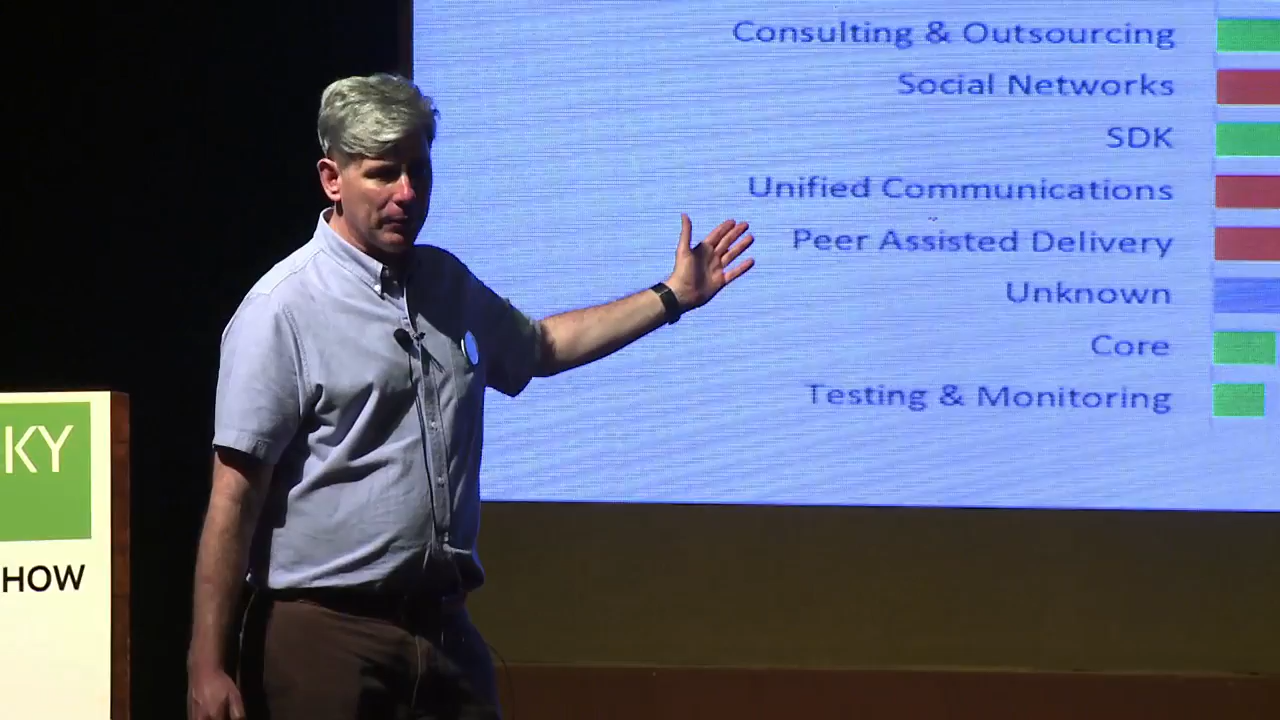 Consulting & Outsourcing
Social Networks
SDK
Unified Communications
Peer Assisted Delivery
Unknown
Core
Testing & Monitoring
KY
HOW